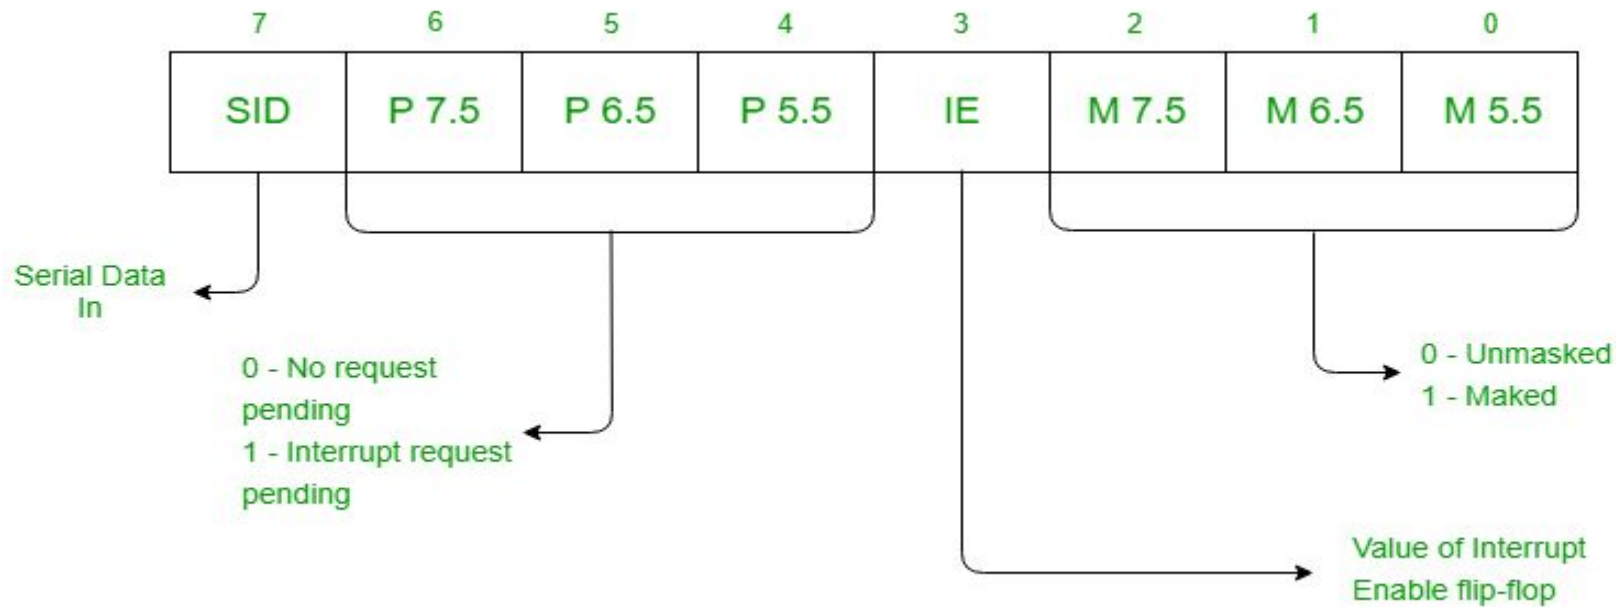 7 6 5 4 3 2 1 0
SID P 7.5 P 6.5 P 5.5 IE M 7.5 M 6.5 M 5.5
Serial Data
In
0 - No request
pending
1 - Interrupt request
pending
0 - Unmasked
1 - Maked
Value of Interrupt
Enable flip-flop